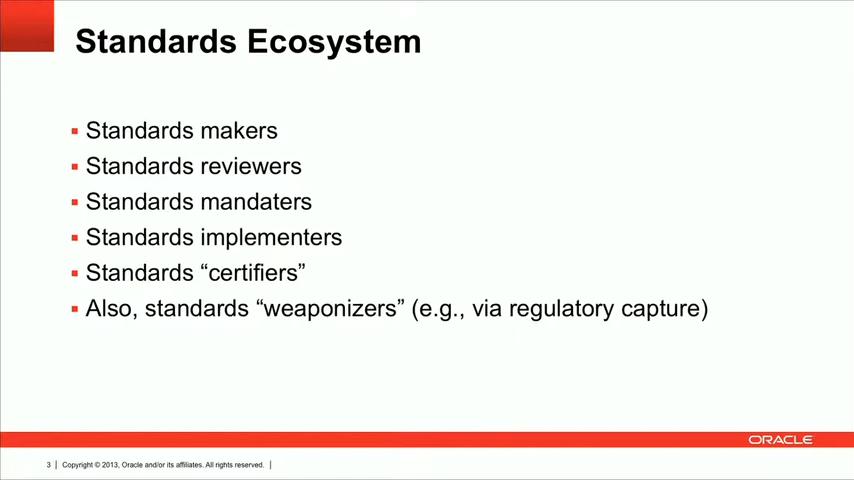 Standards Ecosystem
▪ Standards makers
▪ Standards reviewers
▪ Standards mandaters
▪ Standards implementers
▪ Standards “certifiers”
▪ Also, standards “weaponizers” (e.g., via regulatory capture)
ORACLE
3 | Copyright © 2013, Oracle and/or its affiliates. All rights reserved. |